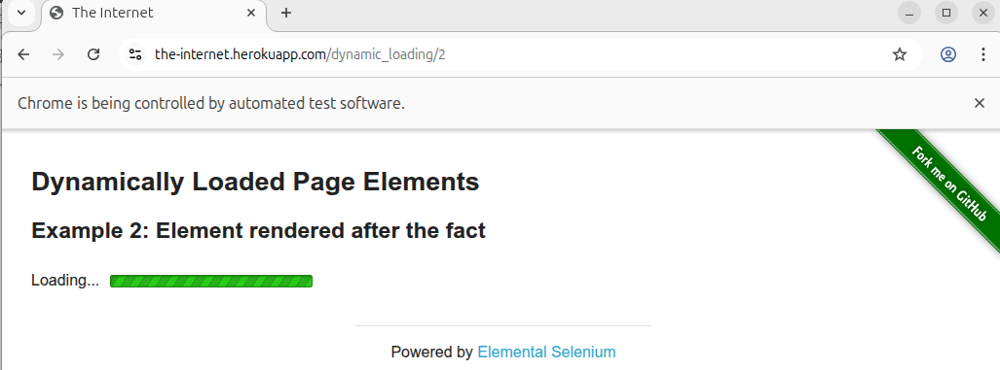 The Internet
the-internet.herokuapp.com/dynamic_loading/2
Chrome is being controlled by automated test software.
Fork me on GitHub
Dynamically Loaded Page Elements
Example 2: Element rendered after the fact
Loading...
Powered by Elemental Selenium